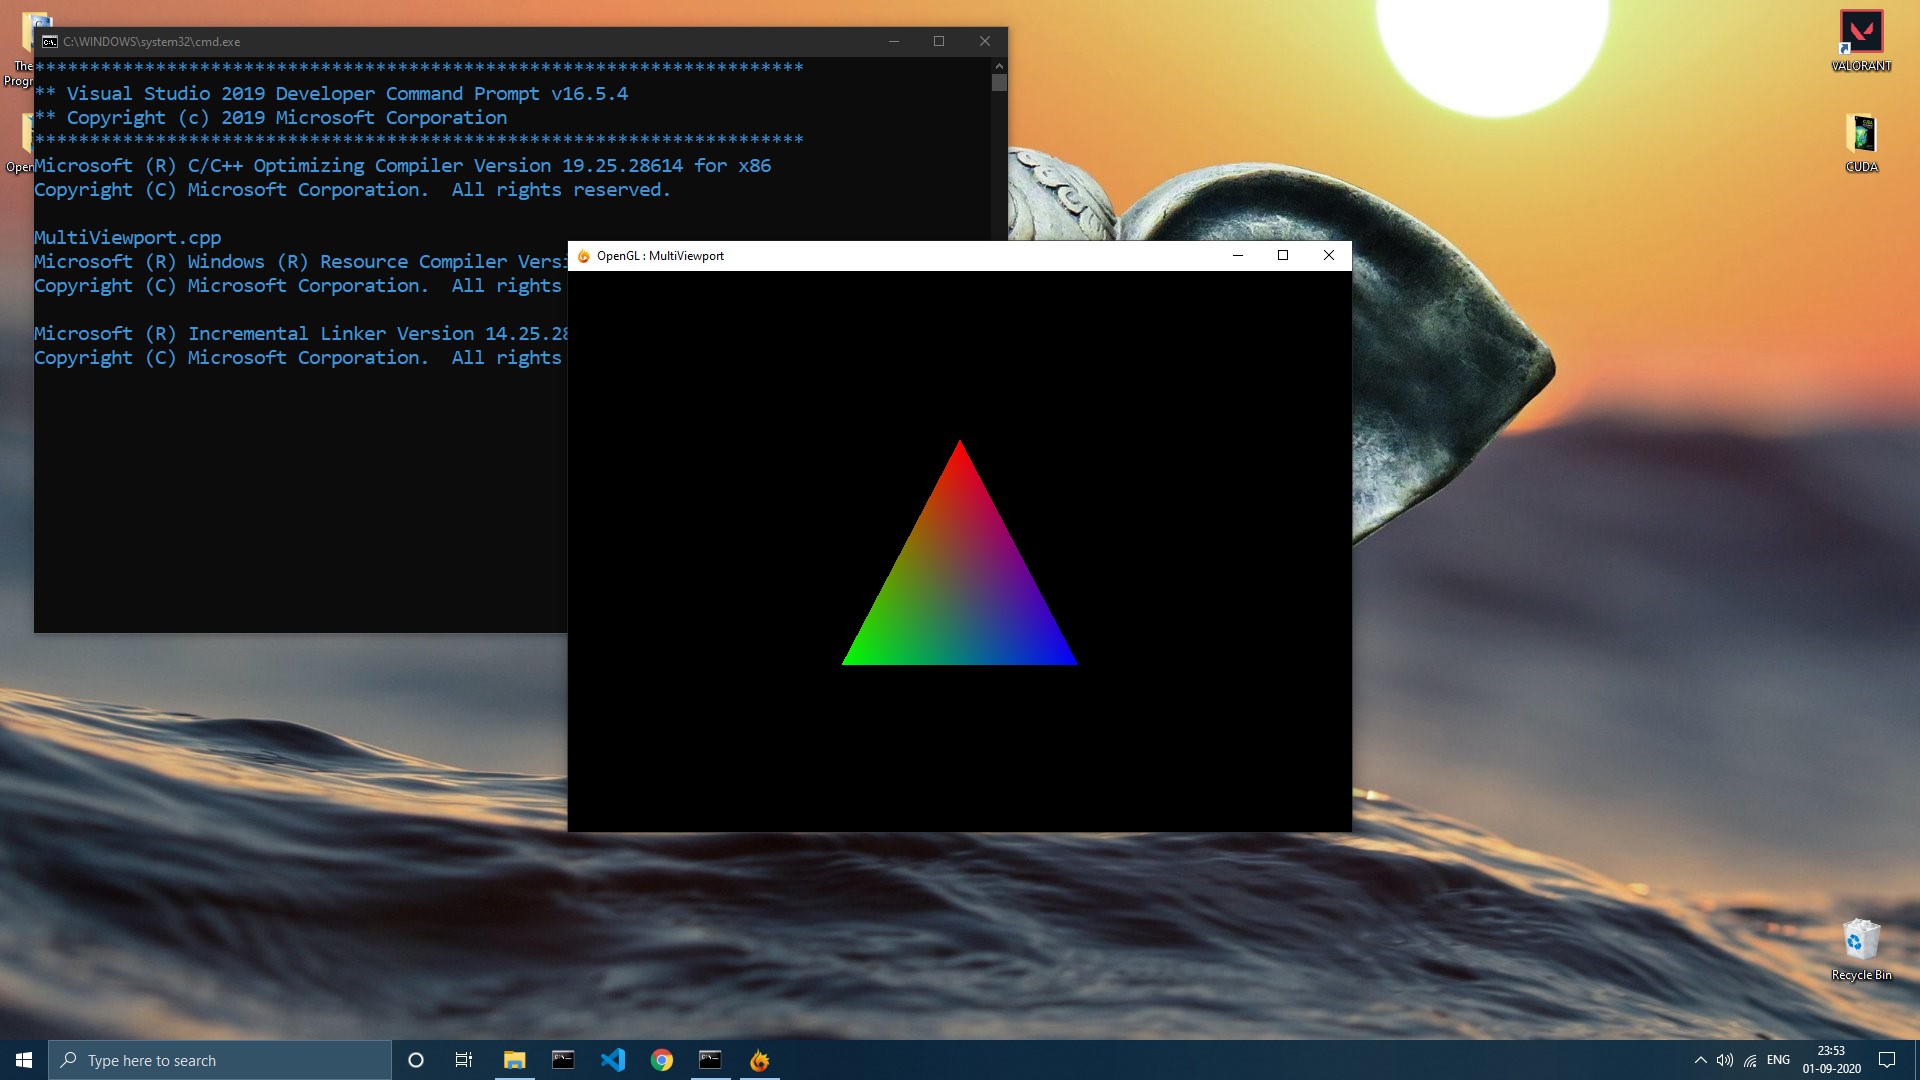 The
Progr
Open
C:\WINDOWS\system32\cmd.exe
**********************************************************************
** Visual Studio 2019 Developer Command Prompt v16.5.4
** Copyright (c) 2019 Microsoft Corporation
**********************************************************************
Microsoft (R) C/C++ Optimizing Compiler Version 19.25.28614 for x86
Copyright (C) Microsoft Corporation.  All rights reserved.
MultiViewport.cpp
Microsoft (R) Windows (R) Resource Compiler Versi
Copyright (C) Microsoft Corporation.  All rights
Microsoft (R) Incremental Linker Version 14.25.28
Copyright (C) Microsoft Corporation.  All rights
OpenGL : MultiViewport
VALORANT
CUDA
Recycle Bin
Type here to search
ENG
23:53
01-09-2020